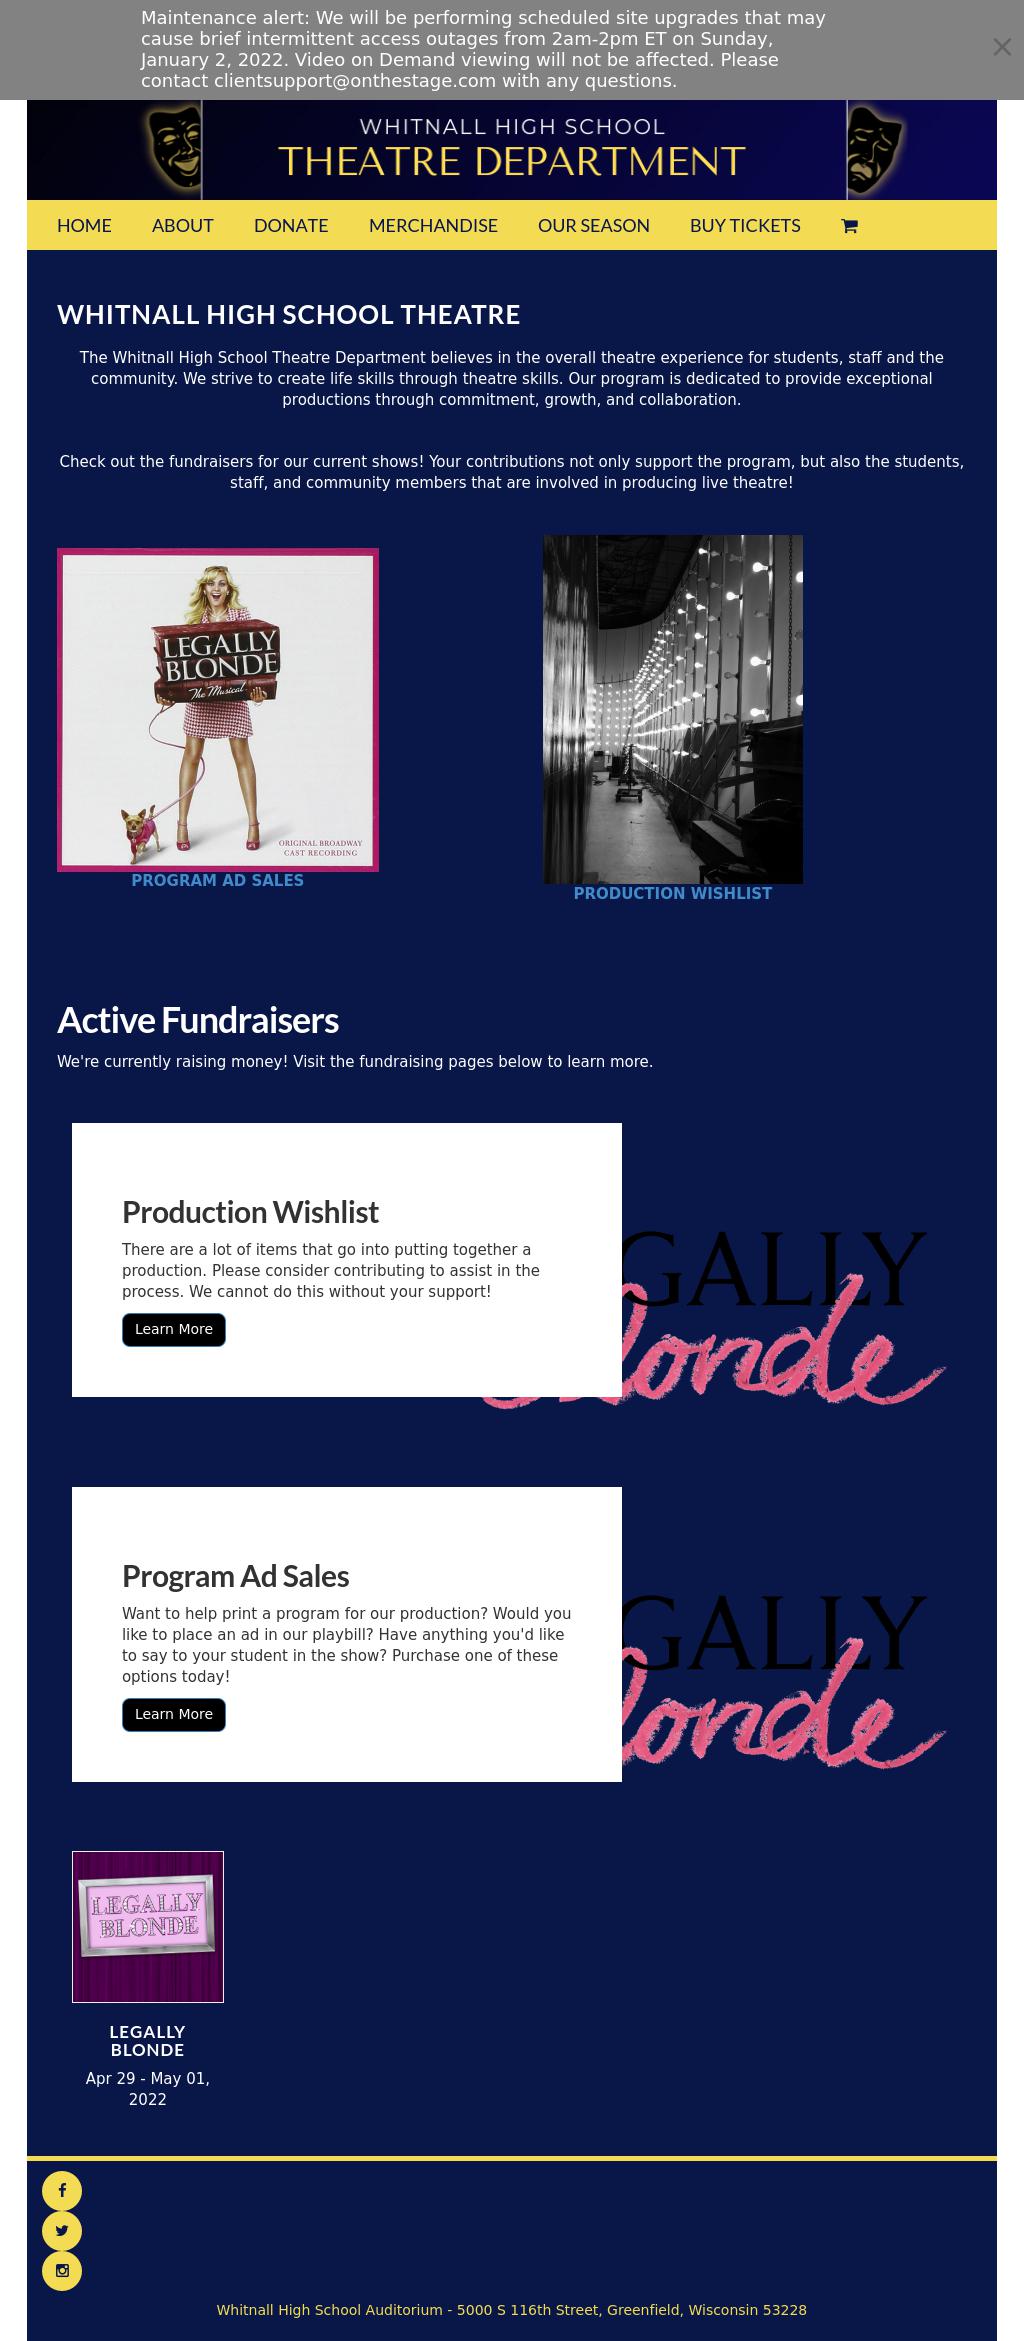 Maintenance alert: We will be performing scheduled site upgrades that may
cause brief intermittent access outages from 2am-2pm ET on Sunday,
January 2, 2022. Video on Demand viewing will not be affected. Please
contact clientsupport@onthestage.com with any questions.
WHITNALL HIGH SCHOOL
THEATRE DEPARTMENT
HOME ABOUT DONATE MERCHANDISE OUR SEASON BUY TICKETS
WHITNALL HIGH SCHOOL THEATRE
The Whitnall High School Theatre Department believes in the overall theatre experience for students, staff and the
community. We strive to create life skills through theatre skills. Our program is dedicated to provide exceptional
productions through commitment, growth, and collaboration.
Check out the fundraisers for our current shows! Your contributions not only support the program, but also the students,
staff, and community members that are involved in producing live theatre!
LEGALLY
BLONDE
The Musical
ORIGINAL BROADWAY
CAST RECORDING
PROGRAM AD SALES
PRODUCTION WISHLIST
Active Fundraisers
We're currently raising money! Visit the fundraising pages below to learn more.
Production Wishlist
There are a lot of items that go into putting together a
production. Please consider contributing to assist in the
process. We cannot do this without your support!
Learn More
GALLY
londe
Program Ad Sales
Want to help print a program for our production? Would you
like to place an ad in our playbill? Have anything you'd like
to say to your student in the show? Purchase one of these
options today!
Learn More
GALLY
londe
LEGALLY
BLONDE
LEGALLY
BLONDE
Apr 29 - May 01,
2022
Whitnall High School Auditorium - 5000 S 116th Street, Greenfield, Wisconsin 53228